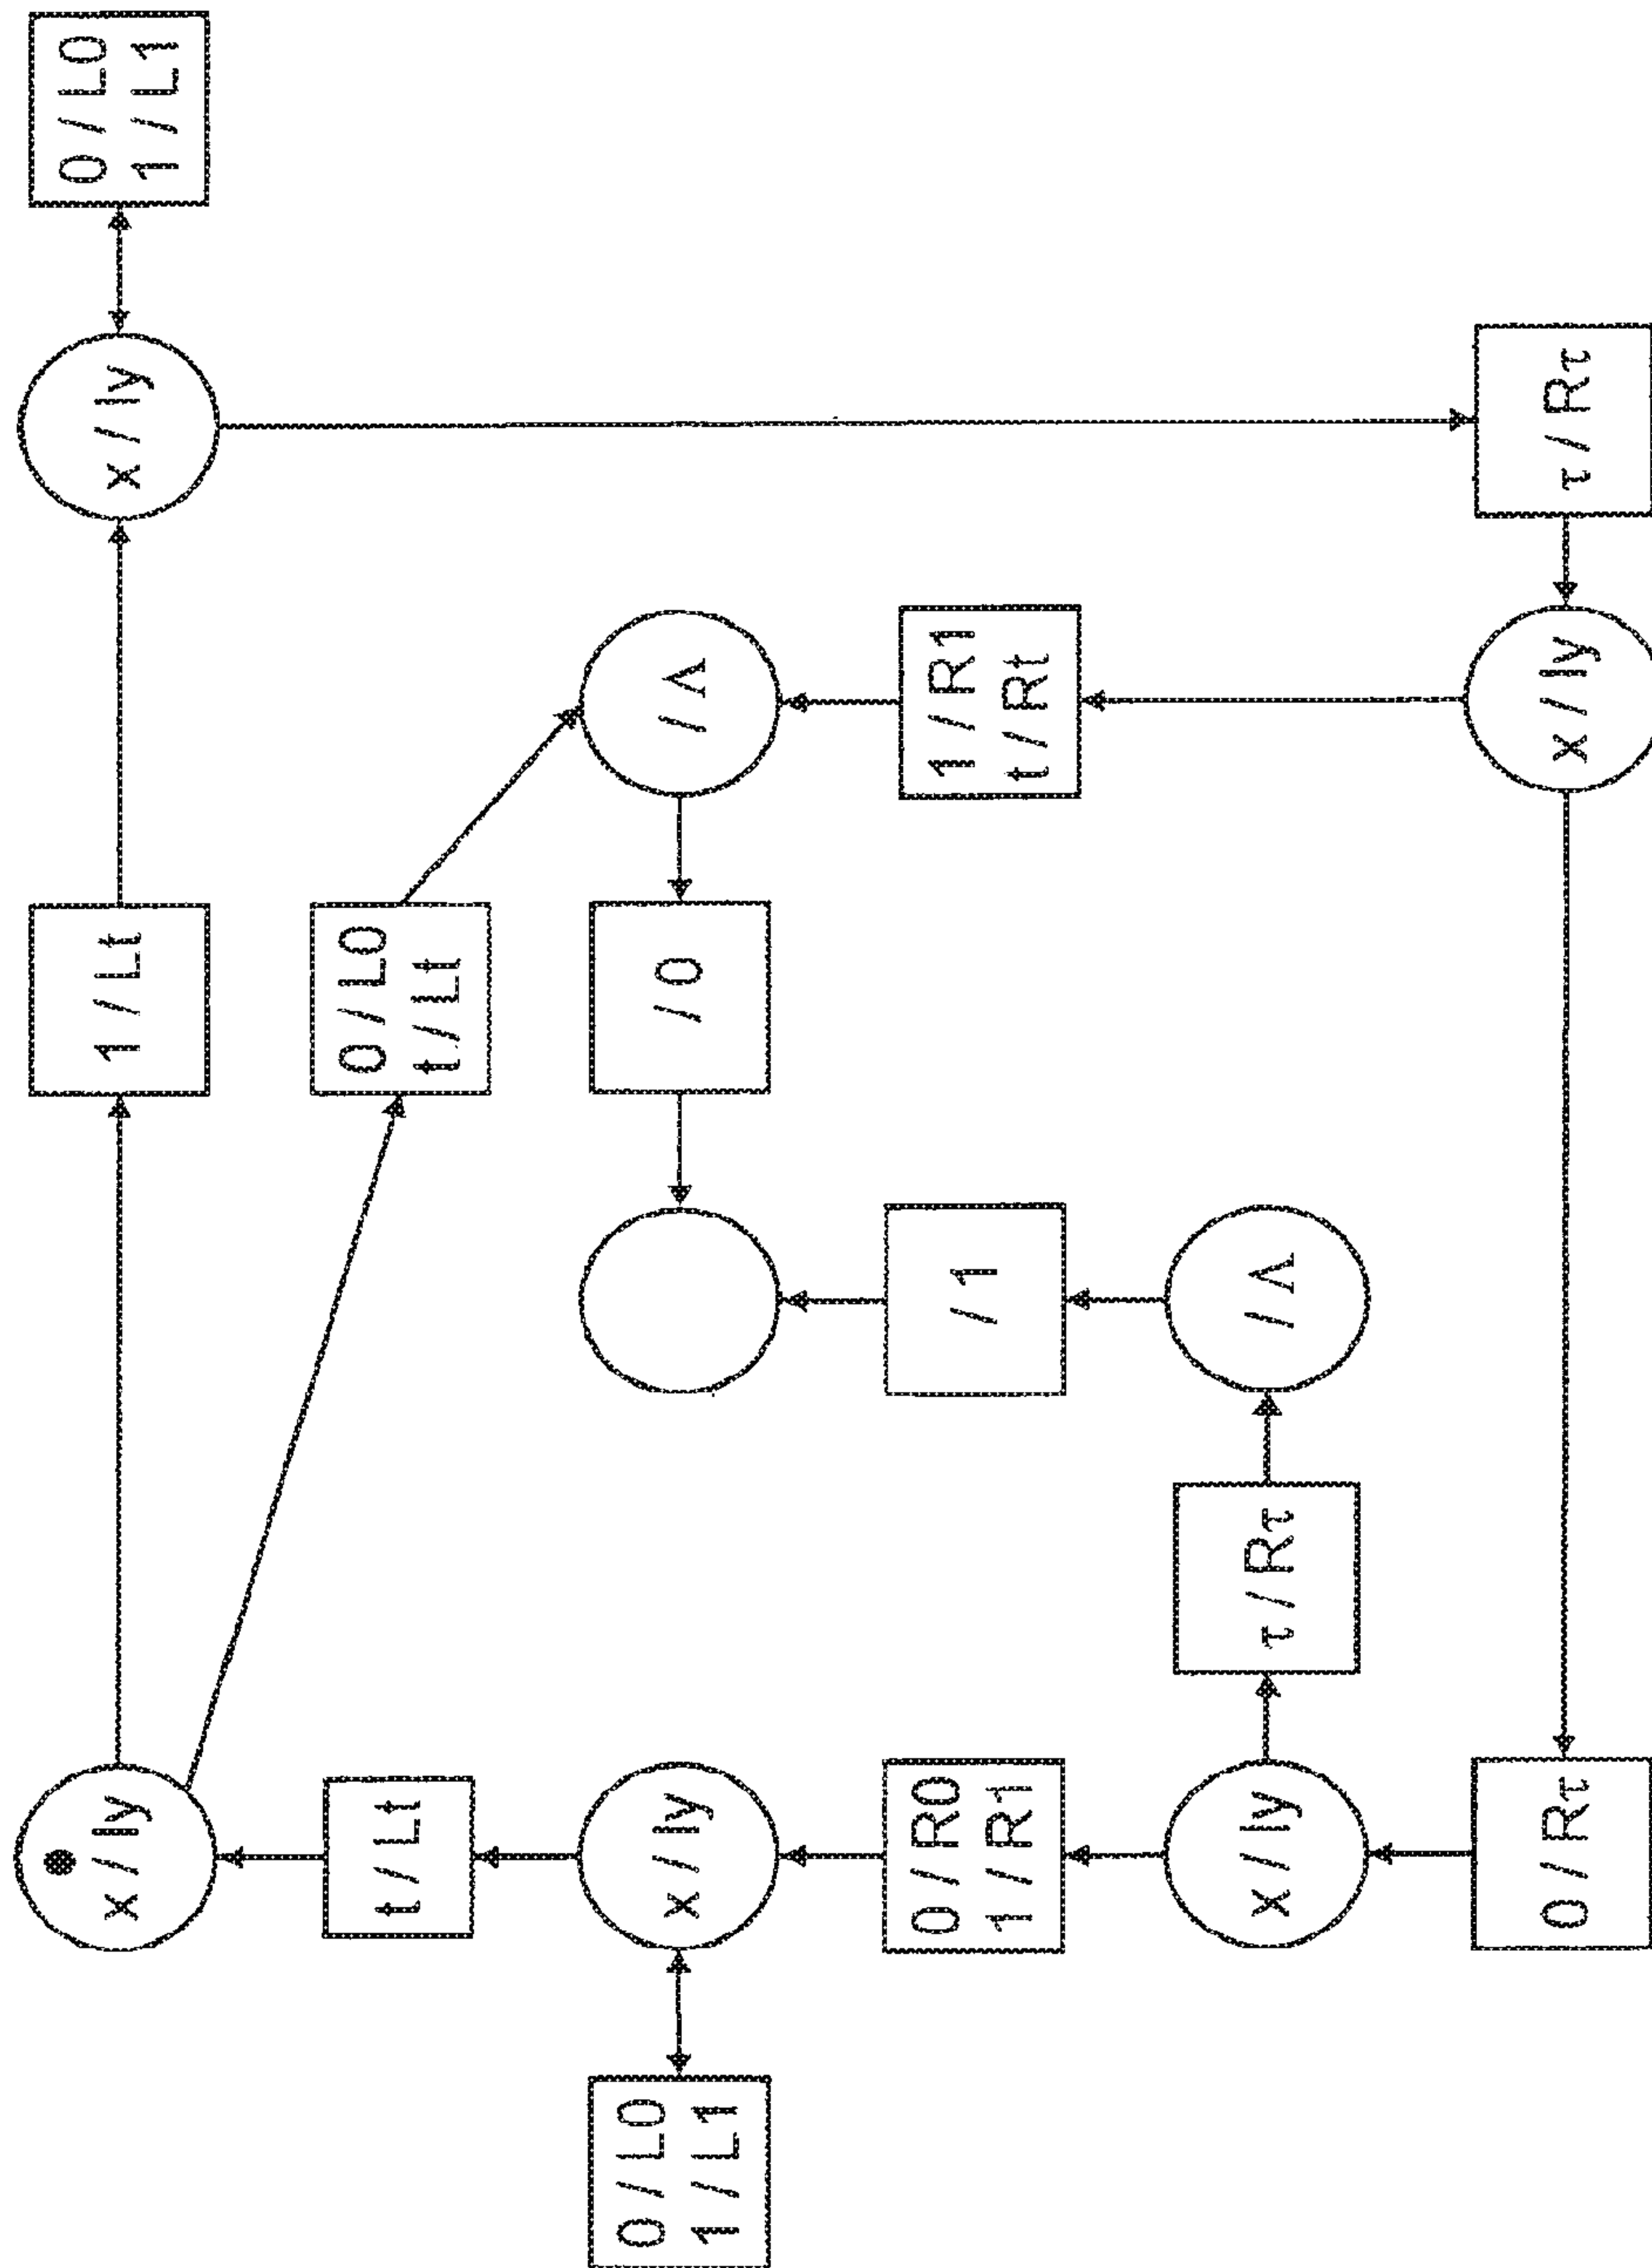 x / ly
1 / Lt
x / ly
0 / L0
1 / L1
t / Lt
0 / L0
t / Lt
0 / L0
1 / L1
x / ly
/ 0
/ Λ
0 / R0
1 / R1
/ 1
1 / R1
t / Rt
x / ly
τ / Rτ
/ Λ
0 / Rτ
x / ly
τ / Rτ